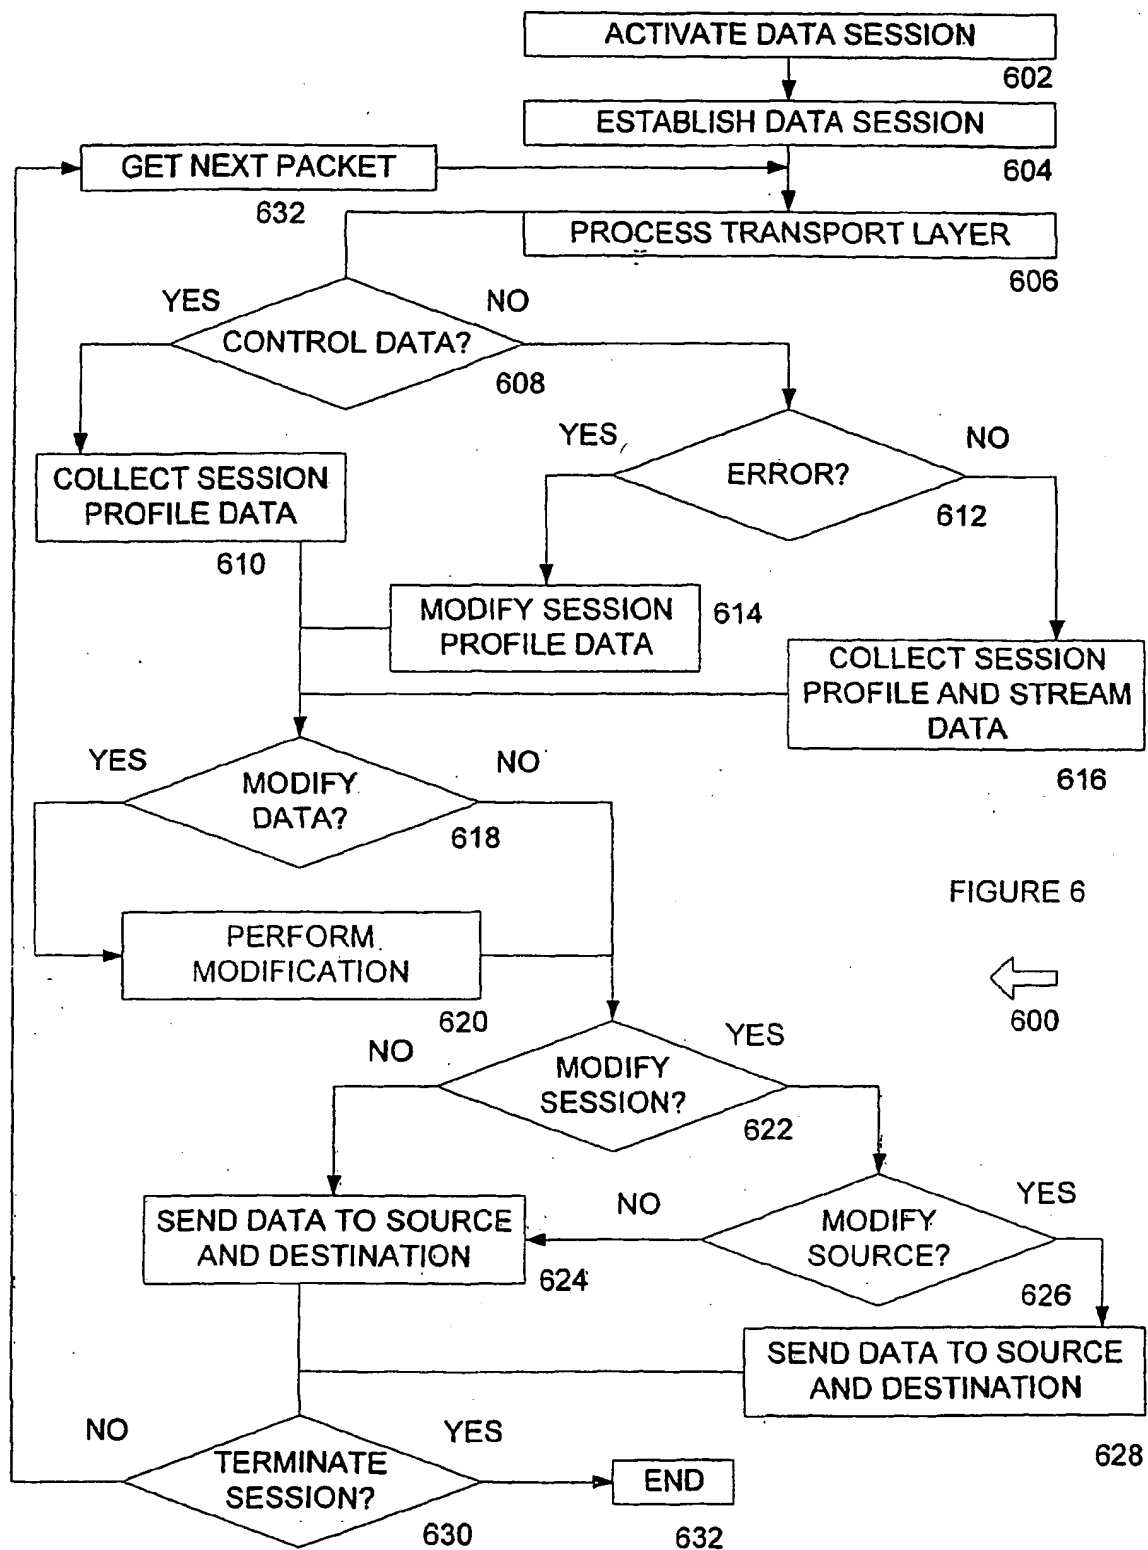 ACTIVATE DATA SESSION
602
ESTABLISH DATA SESSION
604
GET NEXT PACKET
632
PROCESS TRANSPORT LAYER
606
YES
NO
CONTROL DATA?
608
YES
NO
ERROR?
612
COLLECT SESSION
PROFILE DATA
610
MODIFY SESSION
PROFILE DATA
614
COLLECT SESSION
PROFILE AND STREAM
DATA
616
YES
NO
MODIFY
DATA?
618
FIGURE 6
600
PERFORM
MODIFICATION
620
NO
YES
MODIFY
SESSION?
622
NO
YES
MODIFY
SOURCE?
626
SEND DATA TO SOURCE
AND DESTINATION
624
SEND DATA TO SOURCE
AND DESTINATION
628
NO
YES
TERMINATE
SESSION?
630
END
632